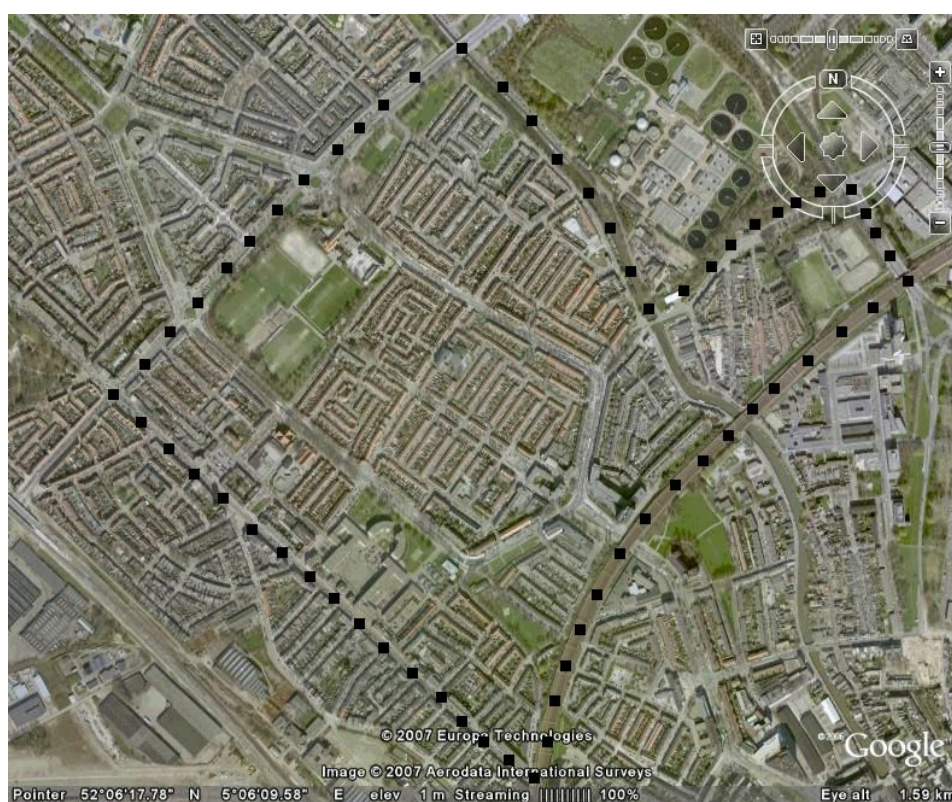 N
© 2007 Europa Technologies
Image © 2007 Aerodata International Surveys
©2006 Google
Pointer 52°06'17.78" N 5°06'09.58" E elev 1 m Streaming |||||||||| 100% Eye alt 1.59 km